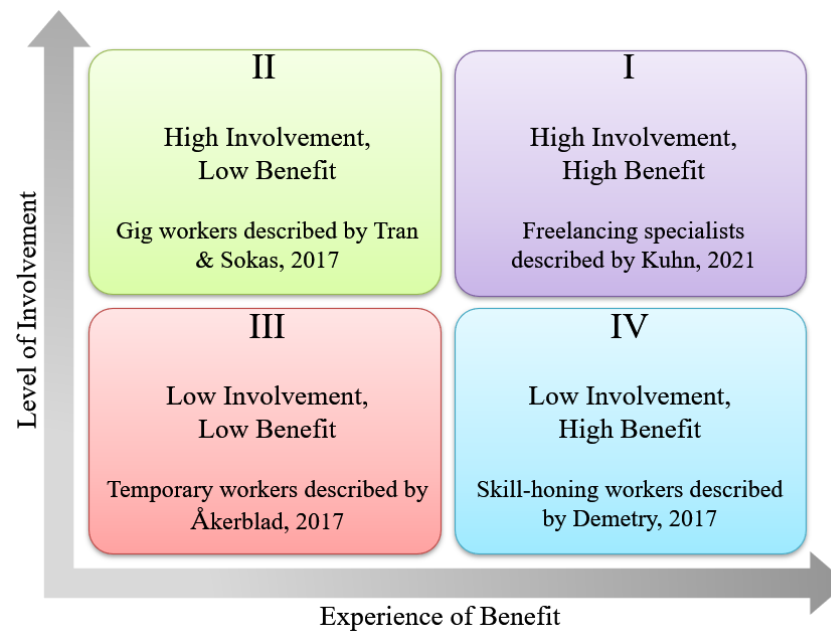 Level of Involvement
II
High Involvement,
Low Benefit
Gig workers described by Tran
& Sokas, 2017
I
High Involvement,
High Benefit
Freelancing specialists
described by Kuhn, 2021
III
Low Involvement,
Low Benefit
Temporary workers described by
Åkerblad, 2017
IV
Low Involvement,
High Benefit
Skill-honing workers described
by Demetry, 2017
Experience of Benefit